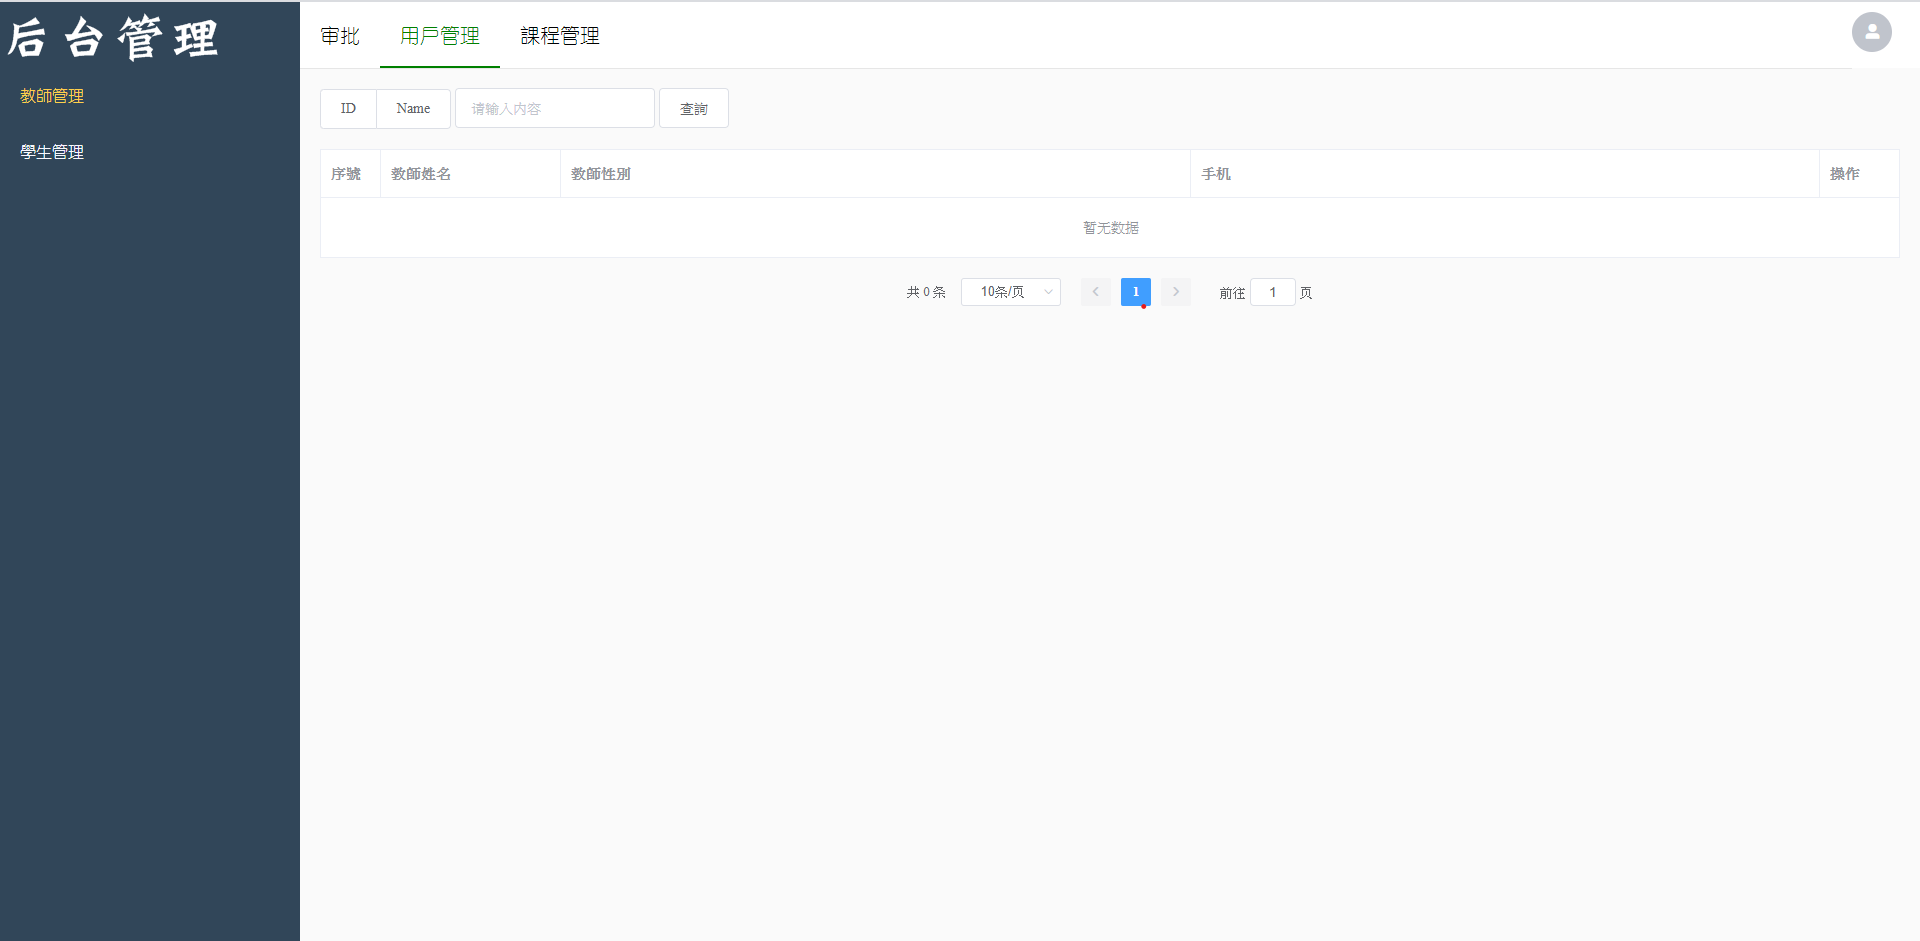 后台管理
審批 用戶管理 課程管理
教師管理
學生管理
ID Name 请输入内容 查詢
序號 教師姓名 教師性別 手机 操作
暂无数据
共 0 条 10条/页 1 前往 1 页